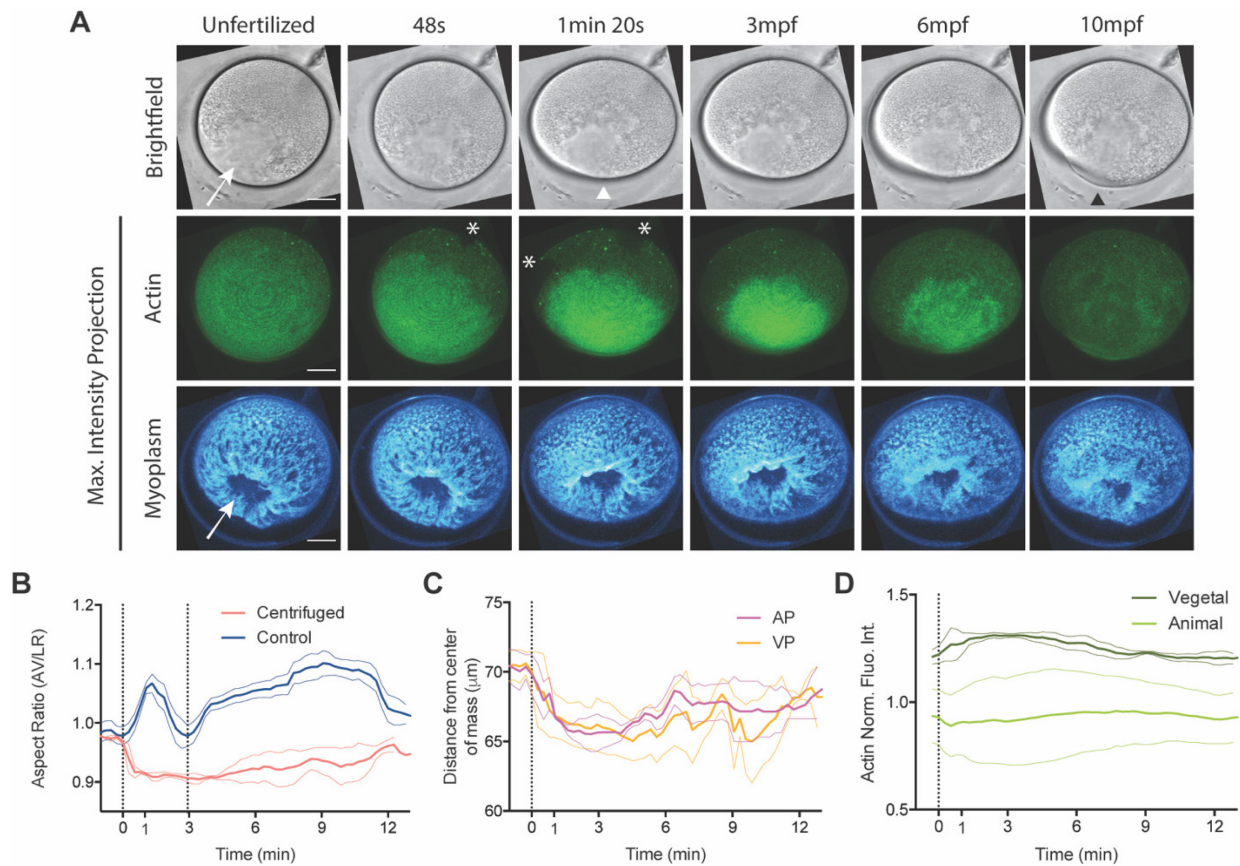 A
Unfertilized 48s 1min 20s 3mpf 6mpf 10mpf
Brightfield
*
*
*
Max. Intensity Projection
Actin
Myoplasm
B
1.2
1.1
1.0
0.9
Aspect Ratio (AV/LR)
Centrifuged
Control
0 1 3 6 9 12
Time (min)
C
75
70
65
60
Distance from center
of mass (μm)
AP
VP
0 1 3 6 9 12
Time (min)
D
1.5
1.0
0.5
Actin Norm. Fluo. Int.
Vegetal
Animal
0 1 3 6 9 12
Time (min)